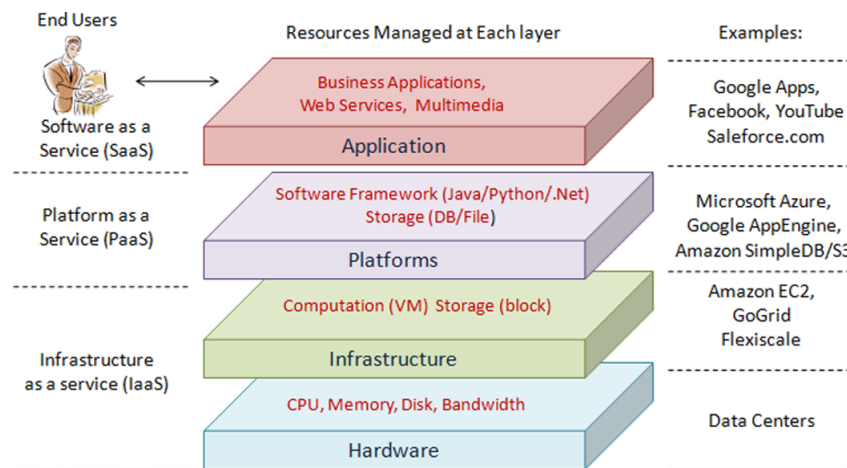 End Users
Resources Managed at Each layer
Examples:
Business Applications,
Web Services, Multimedia
Application
Software as a
Service (SaaS)
Google Apps,
Facebook, YouTube
Saleforce.com
Software Framework (Java/Python/.Net)
Storage (DB/File)
Platforms
Platform as a
Service (PaaS)
Microsoft Azure,
Google AppEngine,
Amazon SimpleDB/S3
Computation (VM) Storage (block)
Infrastructure
Amazon EC2,
GoGrid
Flexiscale
Infrastructure
as a service (IaaS)
CPU, Memory, Disk, Bandwidth
Hardware
Data Centers